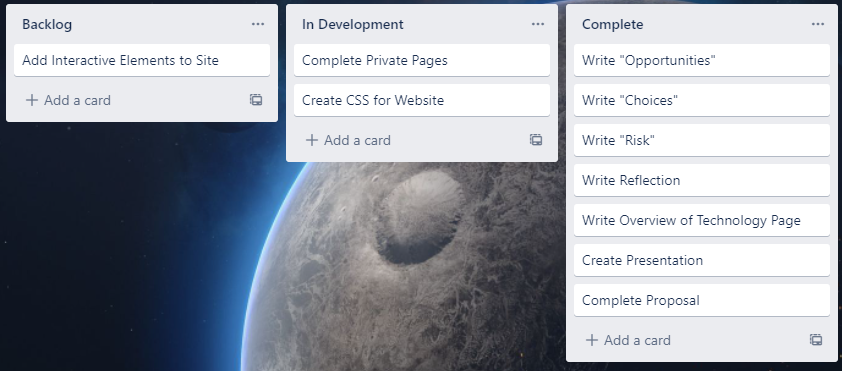 Backlog
Add Interactive Elements to Site
Add a card
In Development
Complete Private Pages
Create CSS for Website
Add a card
Complete
Write "Opportunities"
Write "Choices"
Write "Risk"
Write Reflection
Write Overview of Technology Page
Create Presentation
Complete Proposal
Add a card